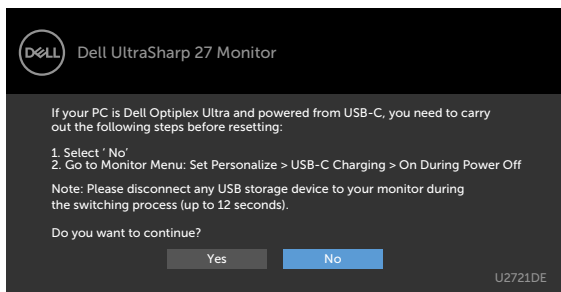 DELL
Dell UltraSharp 27 Monitor
If your PC is Dell Optiplex Ultra and powered from USB-C, you need to carry
out the following steps before resetting:
1. Select ‘ No’
2. Go to Monitor Menu: Set Personalize > USB-C Charging > On During Power Off
Note: Please disconnect any USB storage device to your monitor during
the switching process (up to 12 seconds).
Do you want to continue?
Yes No
U2721DE